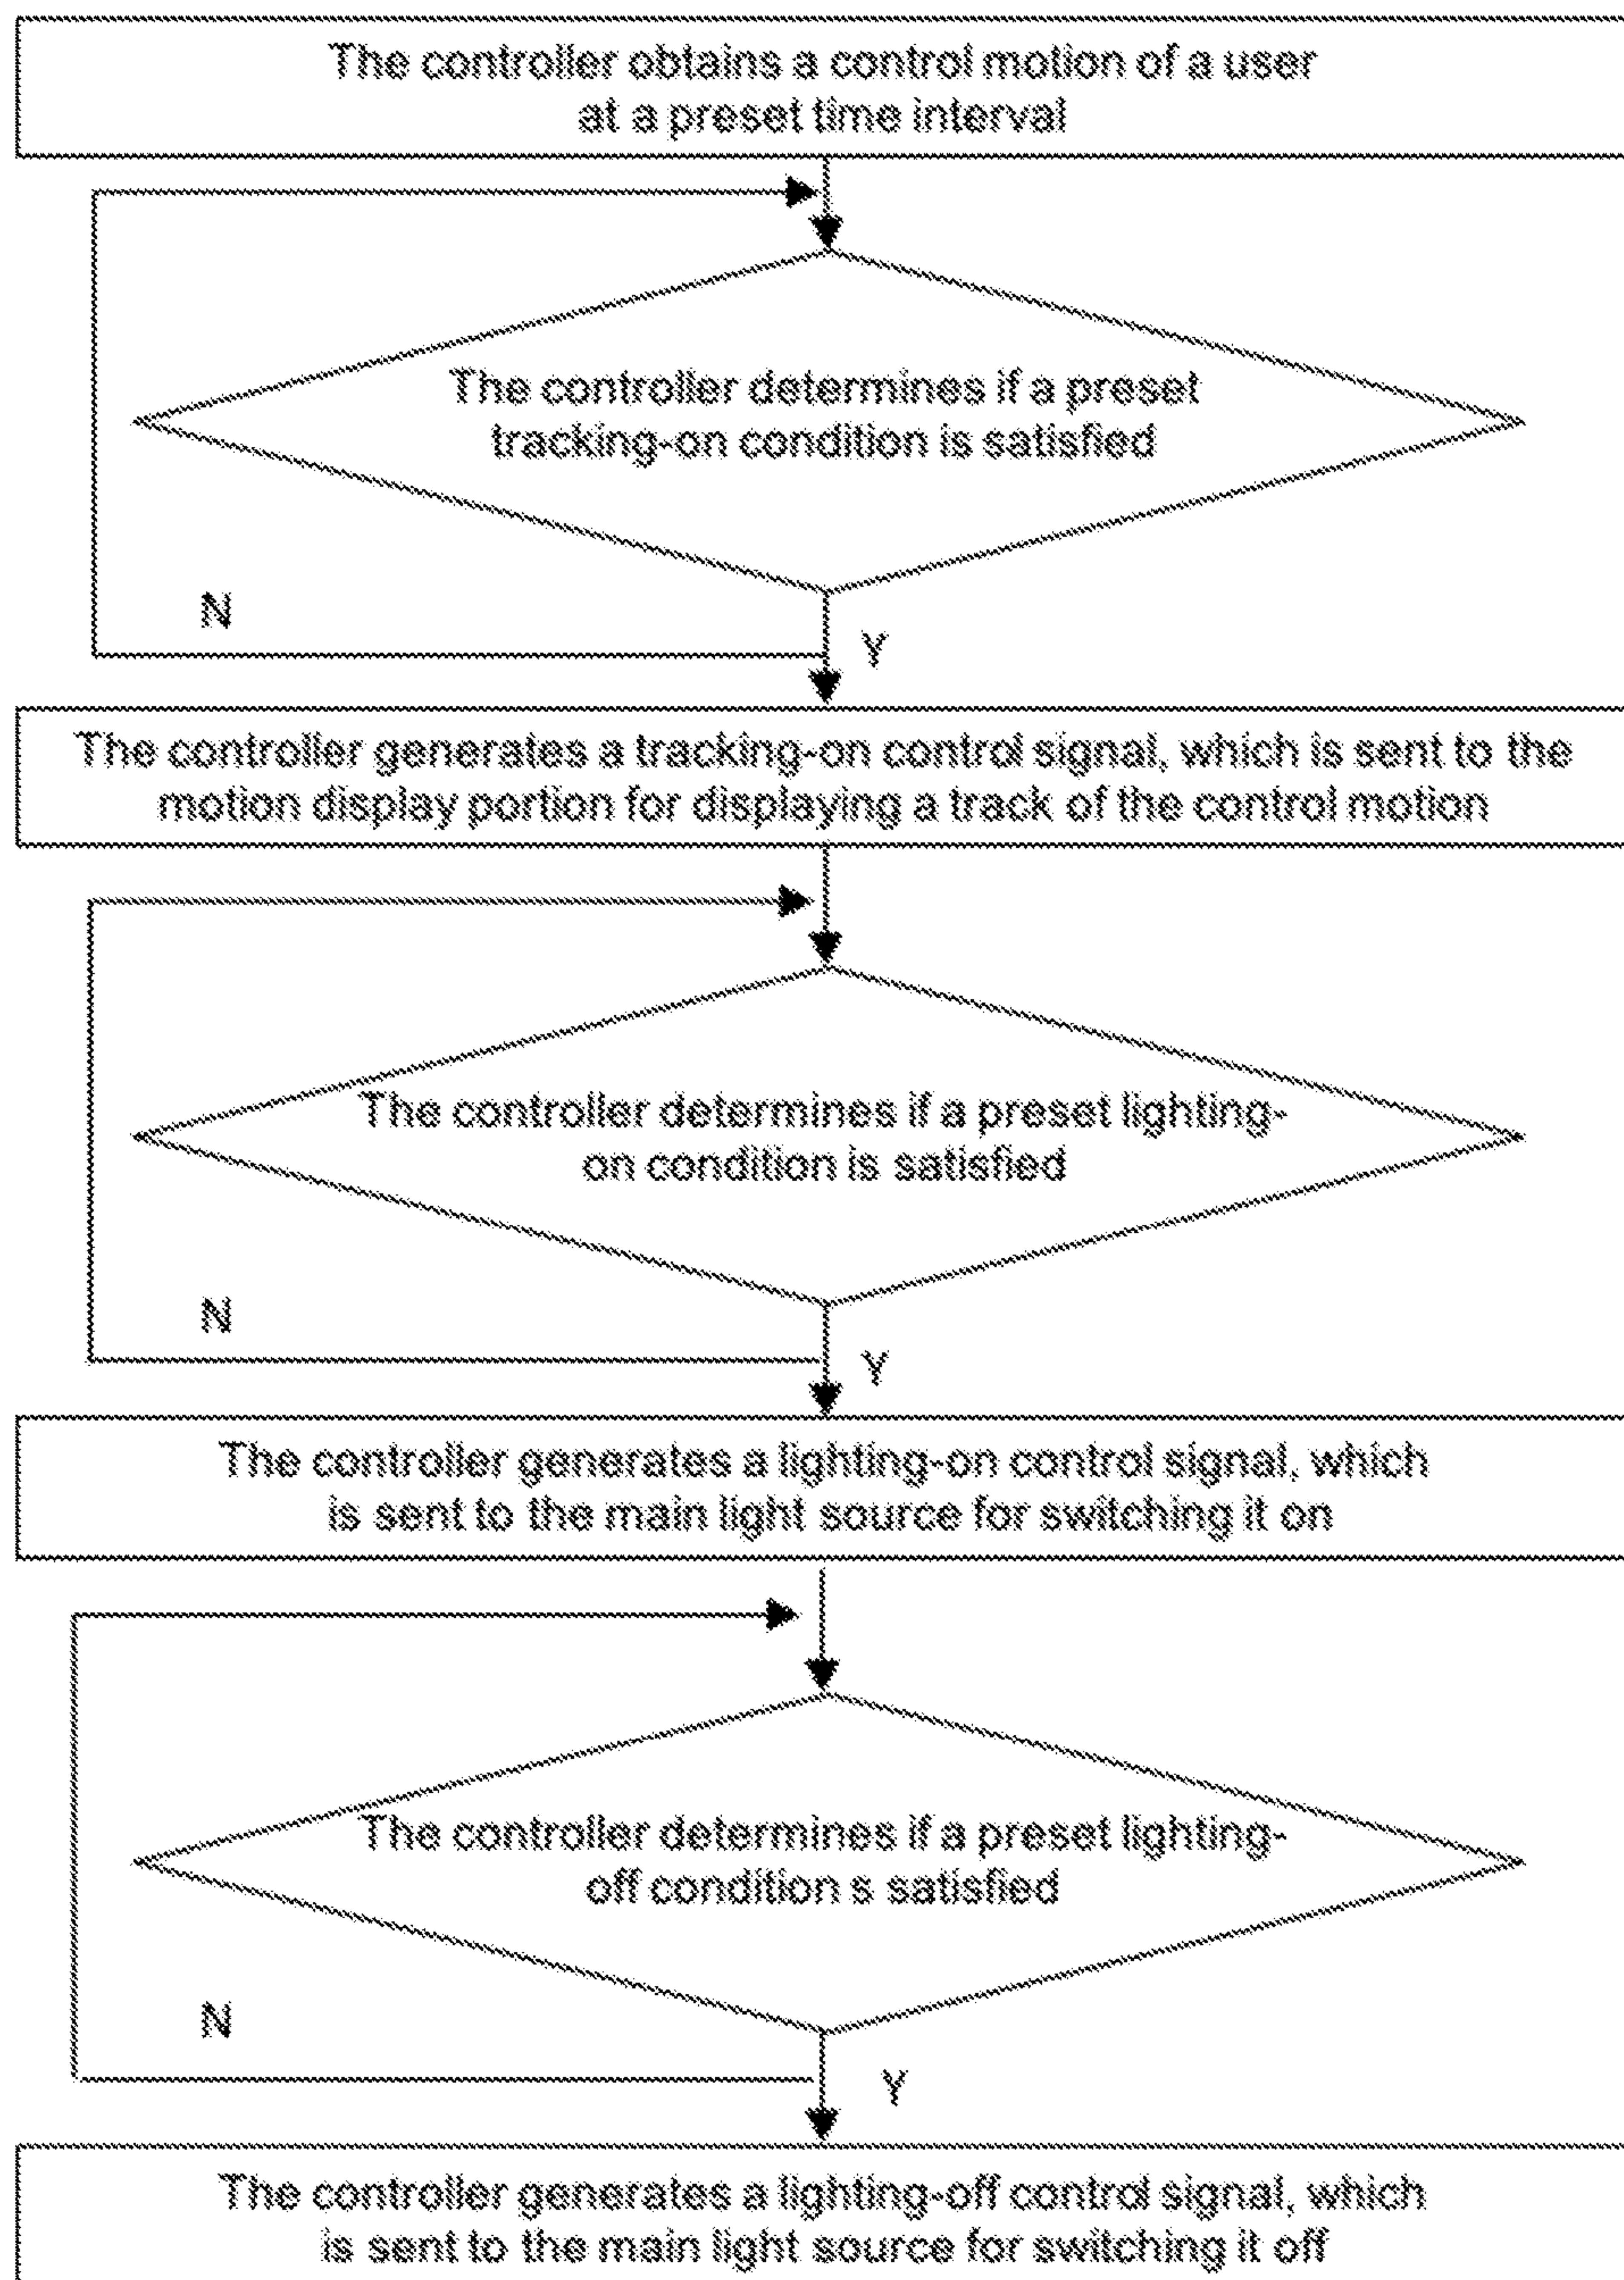 The controller obtains a control motion of a user
at a preset time interval
The controller determines if a preset
tracking-on condition is satisfied
N
Y
The controller generates a tracking-on control signal, which is sent to the
motion display portion for displaying a track of the control motion
The controller determines if a preset lighting-
on condition is satisfied
N
Y
The controller generates a lighting-on control signal, which
is sent to the main light source for switching it on
The controller determines if a preset lighting-
off condition s satisfied
N
Y
The controller generates a lighting-off control signal, which
is sent to the main light source for switching it off